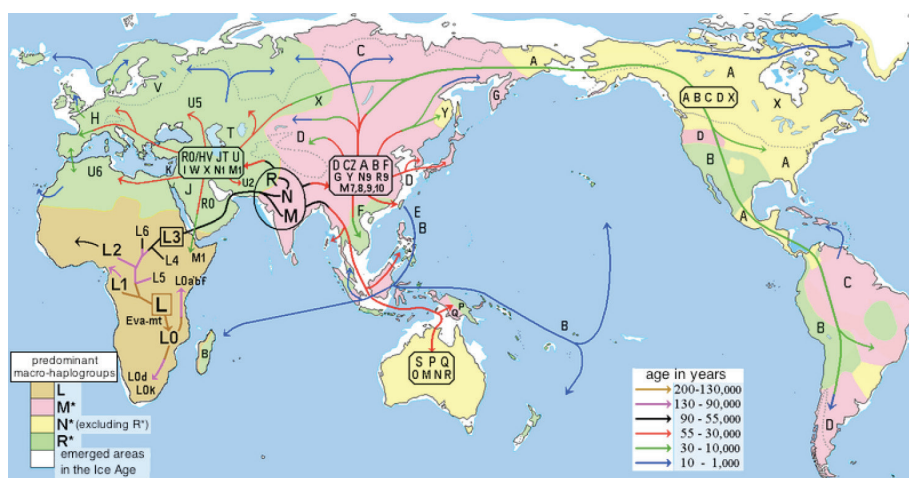 C
A
V
U5
X
A
H
T
G
Y
A B C D X
X
D
R0/HV JT U
I W X N1 M1
D CZ A B F
G Y N9 R9
M7,8,9,10
D
D
B
A
U6
K
J
U2
R
N
M
R0
F
E
B
A
L3
L6
L2
L4
M1
L1
L5
L0abf
L
Eva-mt
L0
P
Q
C
B
B
B
S P Q
O M N R
L0d
L0k
D
predominant
macro-haplogroups
L
M*
N* (excluding R*)
R*
emerged areas
in the Ice Age
age in years
200-130,000
130 - 90,000
90 - 55,000
55 - 30,000
30 - 10,000
10 - 1,000